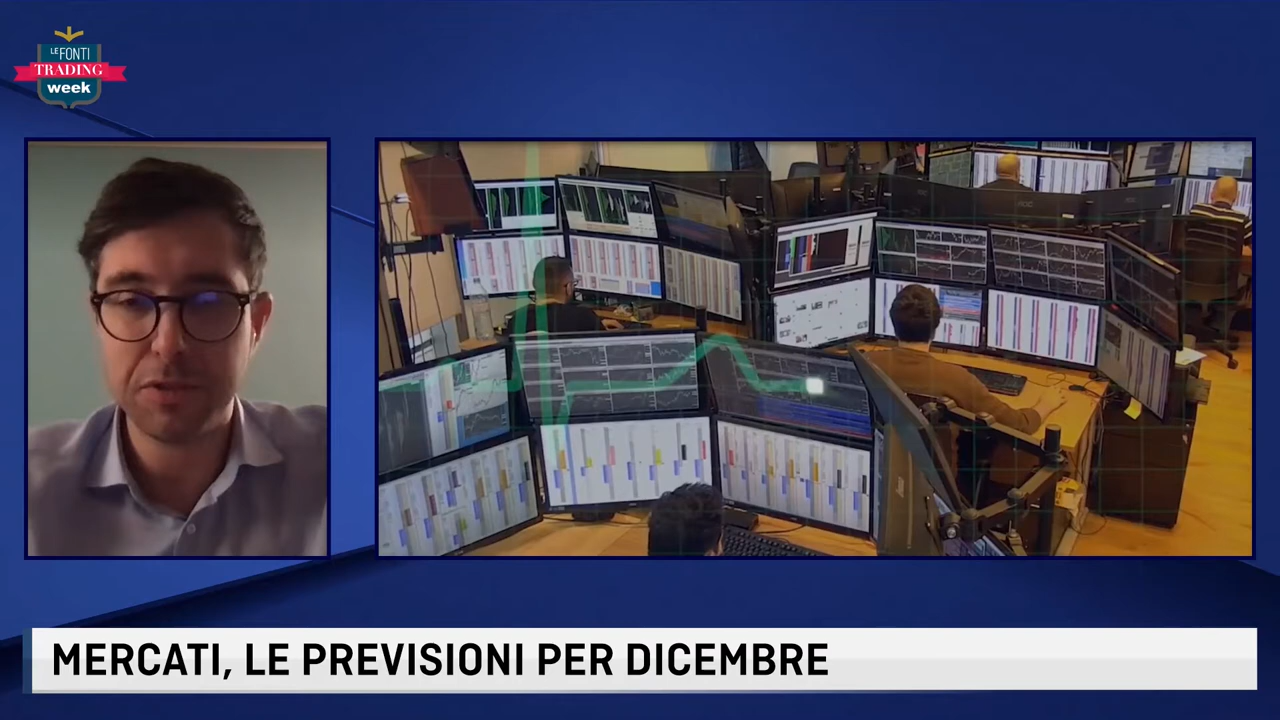 LE FONTI
TRADING
week
MERCATI, LE PREVISIONI PER DICEMBRE